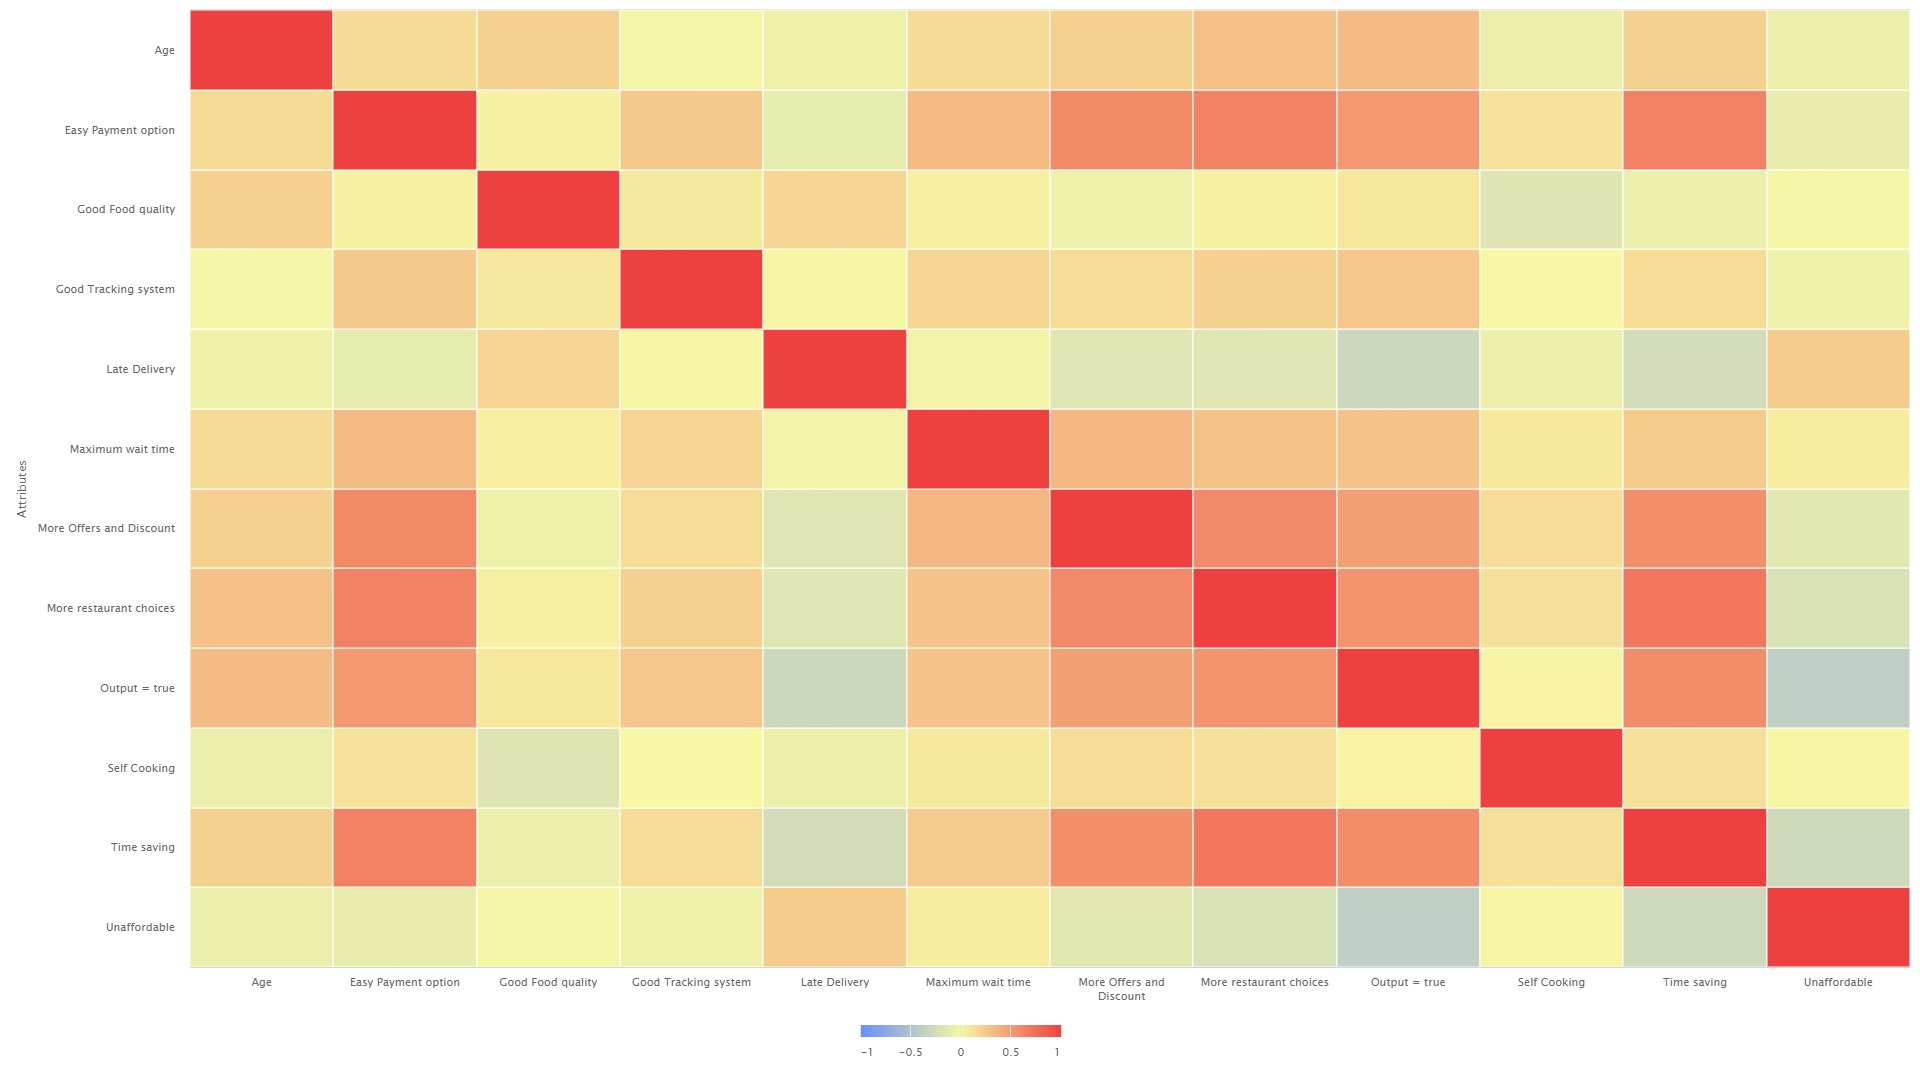 Age
Easy Payment option
Good Food quality
Good Tracking system
Late Delivery
Maximum wait time
Attributes
More Offers and Discount
More restaurant choices
Output = true
Self Cooking
Time saving
Unaffordable
Age Easy Payment option Good Food quality Good Tracking system Late Delivery Maximum wait time More Offers and Discount More restaurant choices Output = true Self Cooking Time saving Unaffordable
-1 -0.5 0 0.5 1